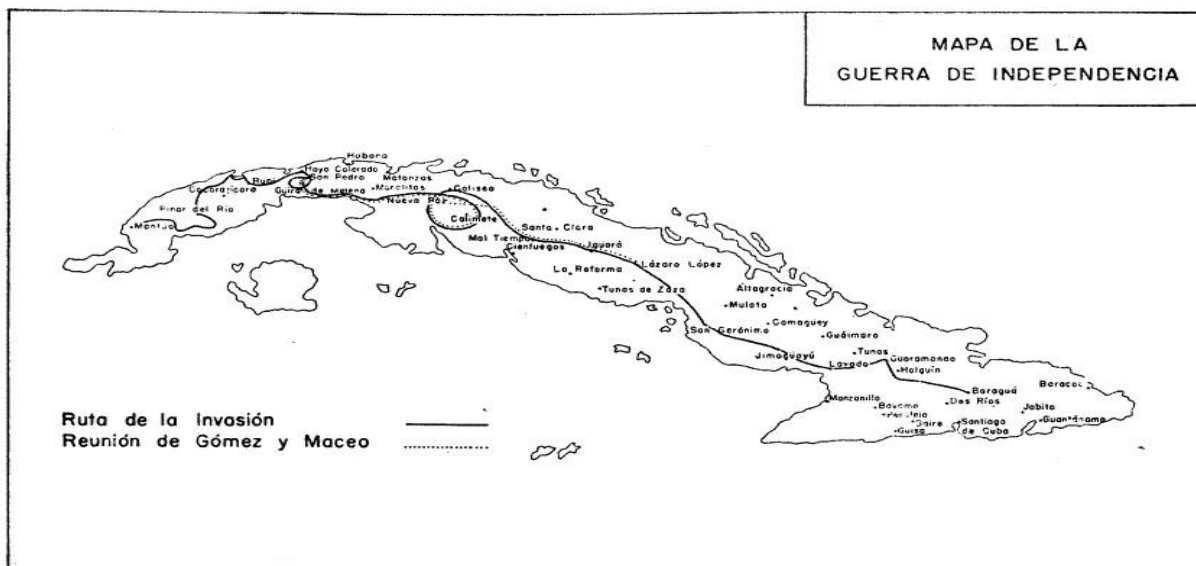 MAPA DE LA
GUERRA DE INDEPENDENCIA
Habana
Hoyo Colorado
San Pedro
Rubí
Matanzas
Cacarajícara
Güira de Melena
Coliseo
Nueva Paz
Pinar del Río
Calimete
Mantua
Santa Clara
Mal Tiempo
Cienfuegos
Iguará
Lázaro López
La Reforma
Tunas de Zaza
Altagracia
Mulata
Camagüey
San Gerónimo
Guáimaro
Tunas
Jimaguayú
Guaramanao
Lavado
Holguín
Baraguá
Baracoa
Manzanillo
Dos Ríos
Bayamo
Jobito
Peralejo
Baire
Santiago
de Cuba
Guantánamo
Guisa
Ruta de la Invasión
Reunión de Gómez y Maceo